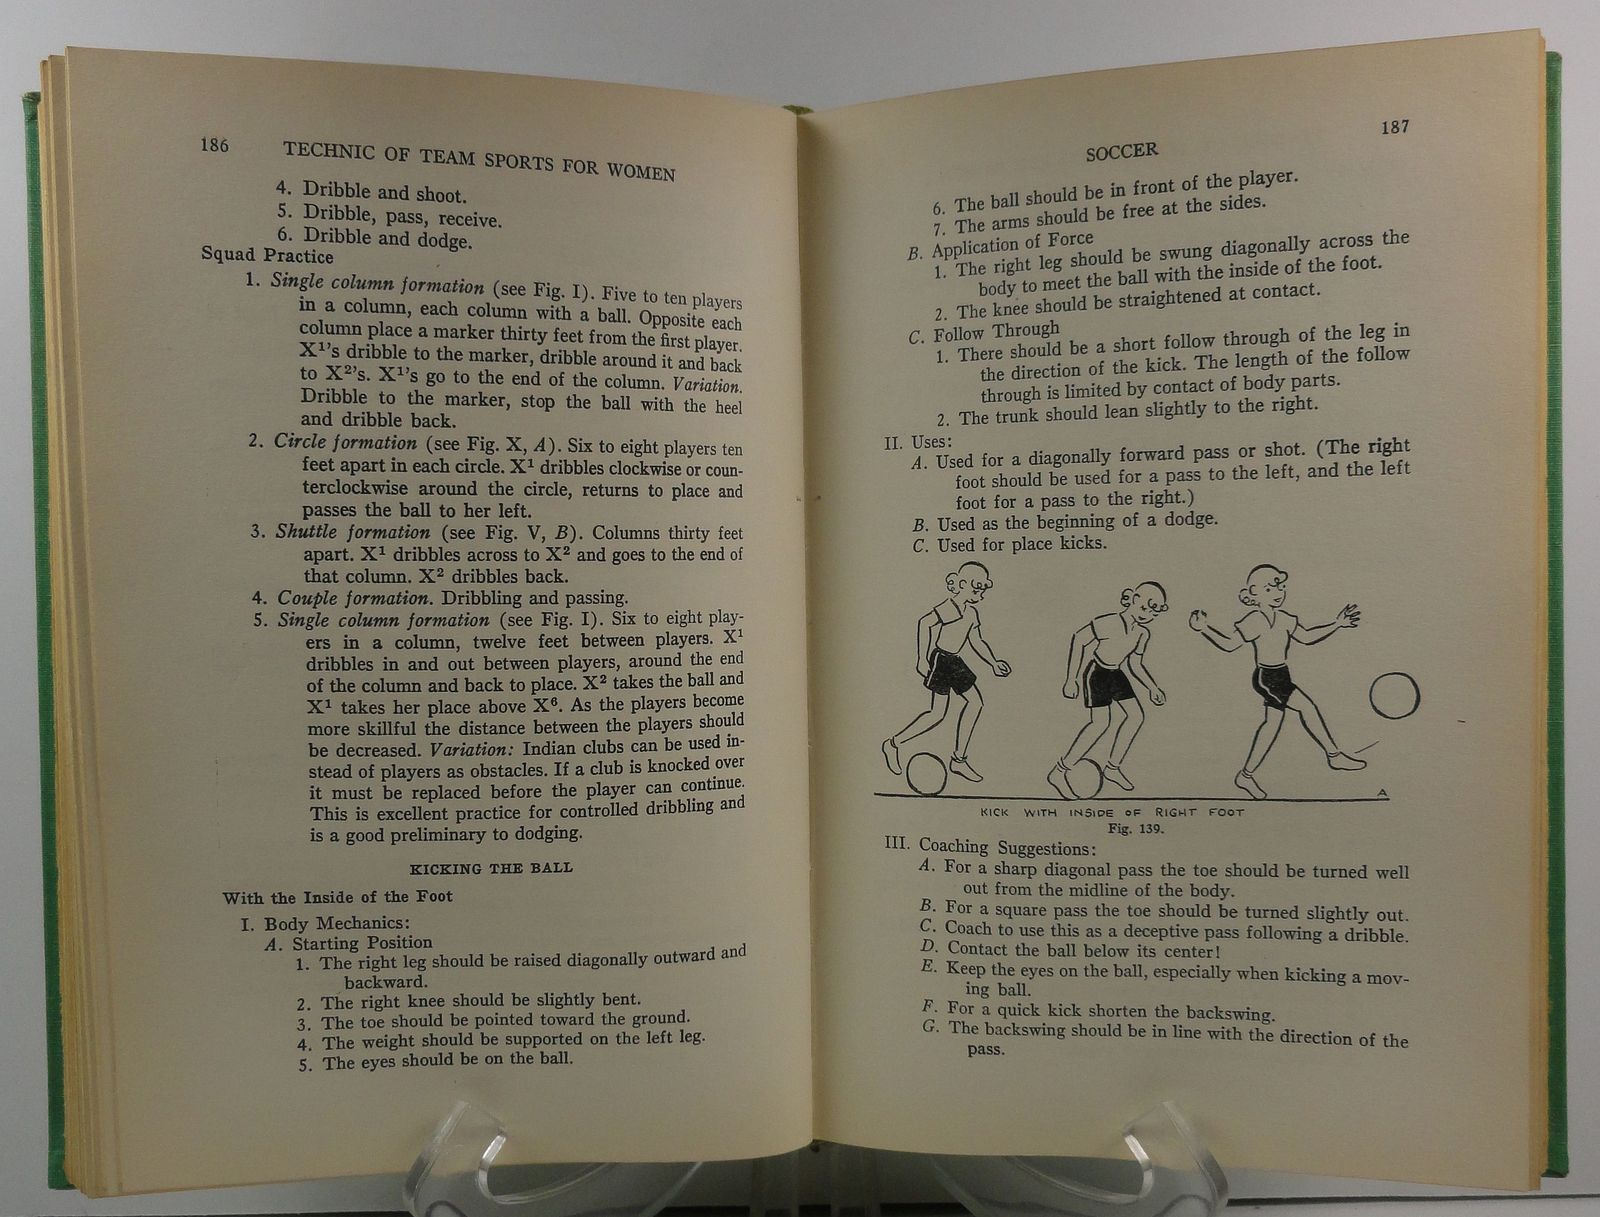 186 TECHNIC OF TEAM SPORTS FOR WOMEN
4. Dribble and shoot.
5. Dribble, pass, receive.
6. Dribble and dodge.
Squad Practice
1. Single column formation (see Fig. I). Five to ten players
in a column, each column with a ball. Opposite each
column place a marker thirty feet from the first player.
X¹'s dribble to the marker, dribble around it and back
to X²'s. X¹'s go to the end of the column. Variation.
Dribble to the marker, stop the ball with the heel
and dribble back.
2. Circle formation (see Fig. X, A). Six to eight players ten
feet apart in each circle. X¹ dribbles clockwise or coun-
terclockwise around the circle, returns to place and
passes the ball to her left.
3. Shuttle formation (see Fig. V, B). Columns thirty feet
apart. X¹ dribbles across to X² and goes to the end of
that column. X² dribbles back.
4. Couple formation. Dribbling and passing.
5. Single column formation (see Fig. I). Six to eight play-
ers in a column, twelve feet between players. X¹
dribbles in and out between players, around the end
of the column and back to place. X² takes the ball and
X¹ takes her place above X⁶. As the players become
more skillful the distance between the players should
be decreased. Variation: Indian clubs can be used in-
stead of players as obstacles. If a club is knocked over
it must be replaced before the player can continue.
This is excellent practice for controlled dribbling and
is a good preliminary to dodging.
KICKING THE BALL
With the Inside of the Foot
I. Body Mechanics:
A. Starting Position
1. The right leg should be raised diagonally outward and
backward.
2. The right knee should be slightly bent.
3. The toe should be pointed toward the ground.
4. The weight should be supported on the left leg.
5. The eyes should be on the ball.
SOCCER 187
6. The ball should be in front of the player.
7. The arms should be free at the sides.
B. Application of Force
1. The right leg should be swung diagonally across the
body to meet the ball with the inside of the foot.
2. The knee should be straightened at contact.
C. Follow Through
1. There should be a short follow through of the leg in
the direction of the kick. The length of the follow
through is limited by contact of body parts.
2. The trunk should lean slightly to the right.
II. Uses:
A. Used for a diagonally forward pass or shot. (The right
foot should be used for a pass to the left, and the left
foot for a pass to the right.)
B. Used as the beginning of a dodge.
C. Used for place kicks.
A
KICK WITH INSIDE OF RIGHT FOOT
Fig. 139.
III. Coaching Suggestions:
A. For a sharp diagonal pass the toe should be turned well
out from the midline of the body.
B. For a square pass the toe should be turned slightly out.
C. Coach to use this as a deceptive pass following a dribble.
D. Contact the ball below its center!
E. Keep the eyes on the ball, especially when kicking a mov-
ing ball.
F. For a quick kick shorten the backswing.
G. The backswing should be in line with the direction of the
pass.